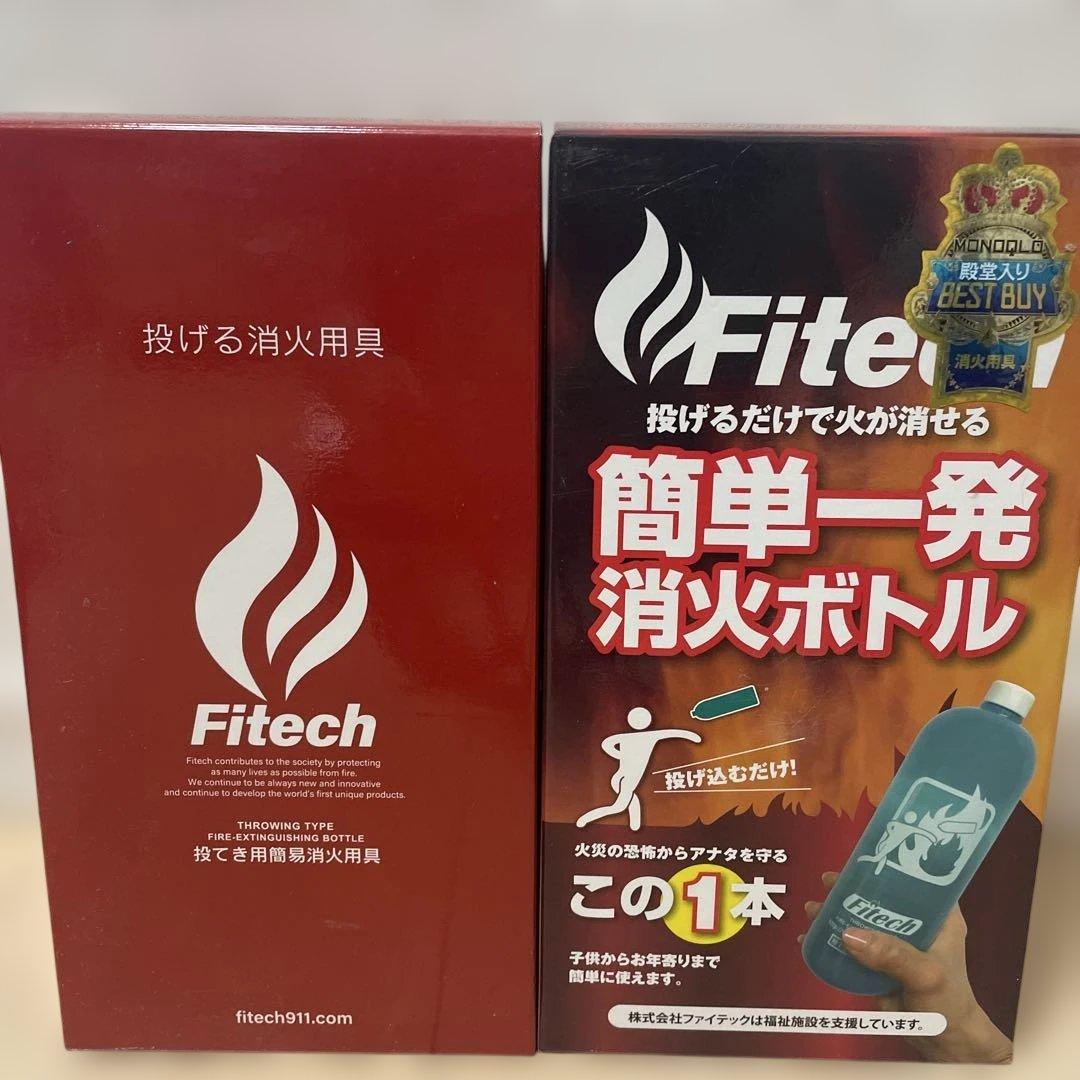 投げる消火用具
Fitech
Fitech contributes to the society by protecting
as many lives as possible from fire.
We continue to be always new and innovative
and continue to develop the world's first unique products.
THROWING TYPE
FIRE-EXTINGUISHING BOTTLE
投てき用簡易消火用具
fitech911.com
MONOQLO
殿堂入り
BEST BUY
消火用具
Fitech
投げるだけで火が消せる
簡単一発
消火ボトル
投げ込むだけ!
火災の恐怖からアナタを守る
この1本
子供からお年寄りまで
簡単に使えます。
Fitech
株式会社ファイテックは福祉施設を支援しています。